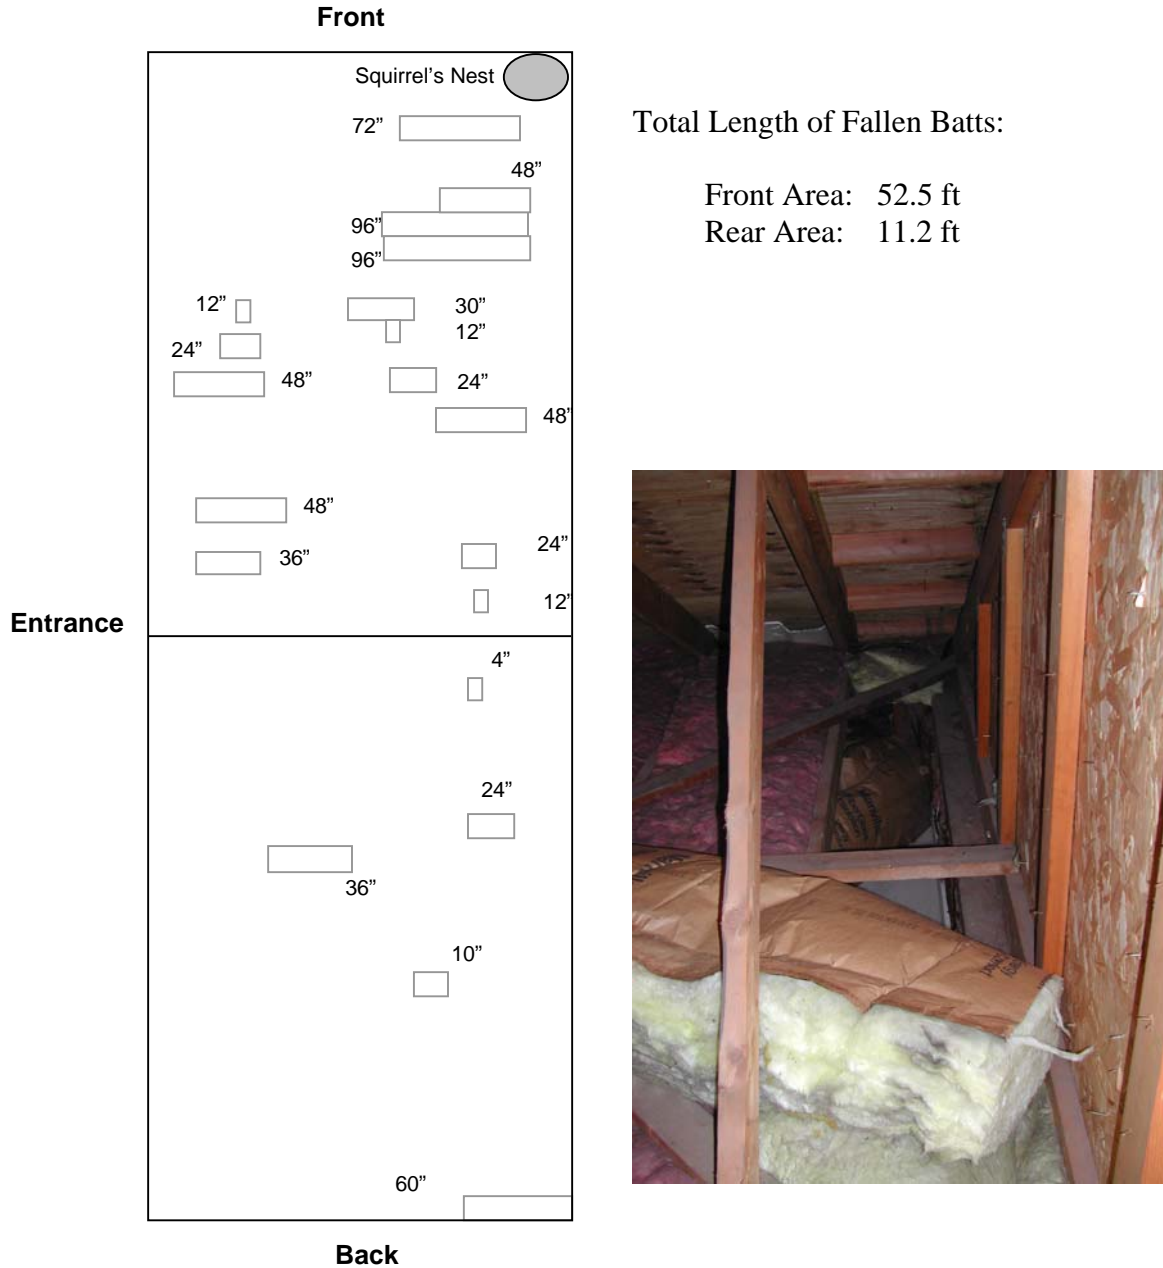 Front
Squirrel's Nest
72”
48”
96”
96”
12”
30”
12”
24”
48”
24”
48”
48”
36”
24”
12”
Entrance
4”
24”
36”
10”
60”
Back
Total Length of Fallen Batts:
Front Area: 52.5 ft
Rear Area: 11.2 ft